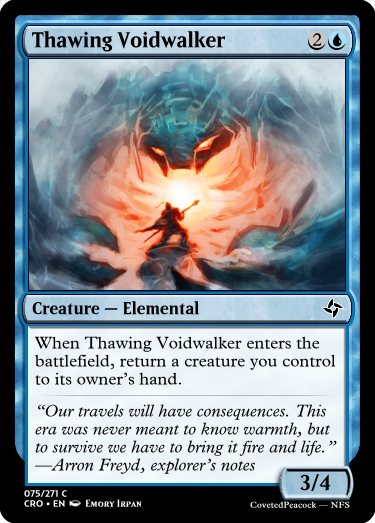 Thawing Voidwalker 2
Creature — Elemental
When Thawing Voidwalker enters the
battlefield, return a creature you control
to its owner's hand.
“Our travels will have consequences. This
era was never meant to know warmth, but
to survive we have to bring it fire and life.”
—Arron Freyd, explorer's notes
3/4
075/271 C
CRO • EN Emory Irpan CovetedPeacock — NFS